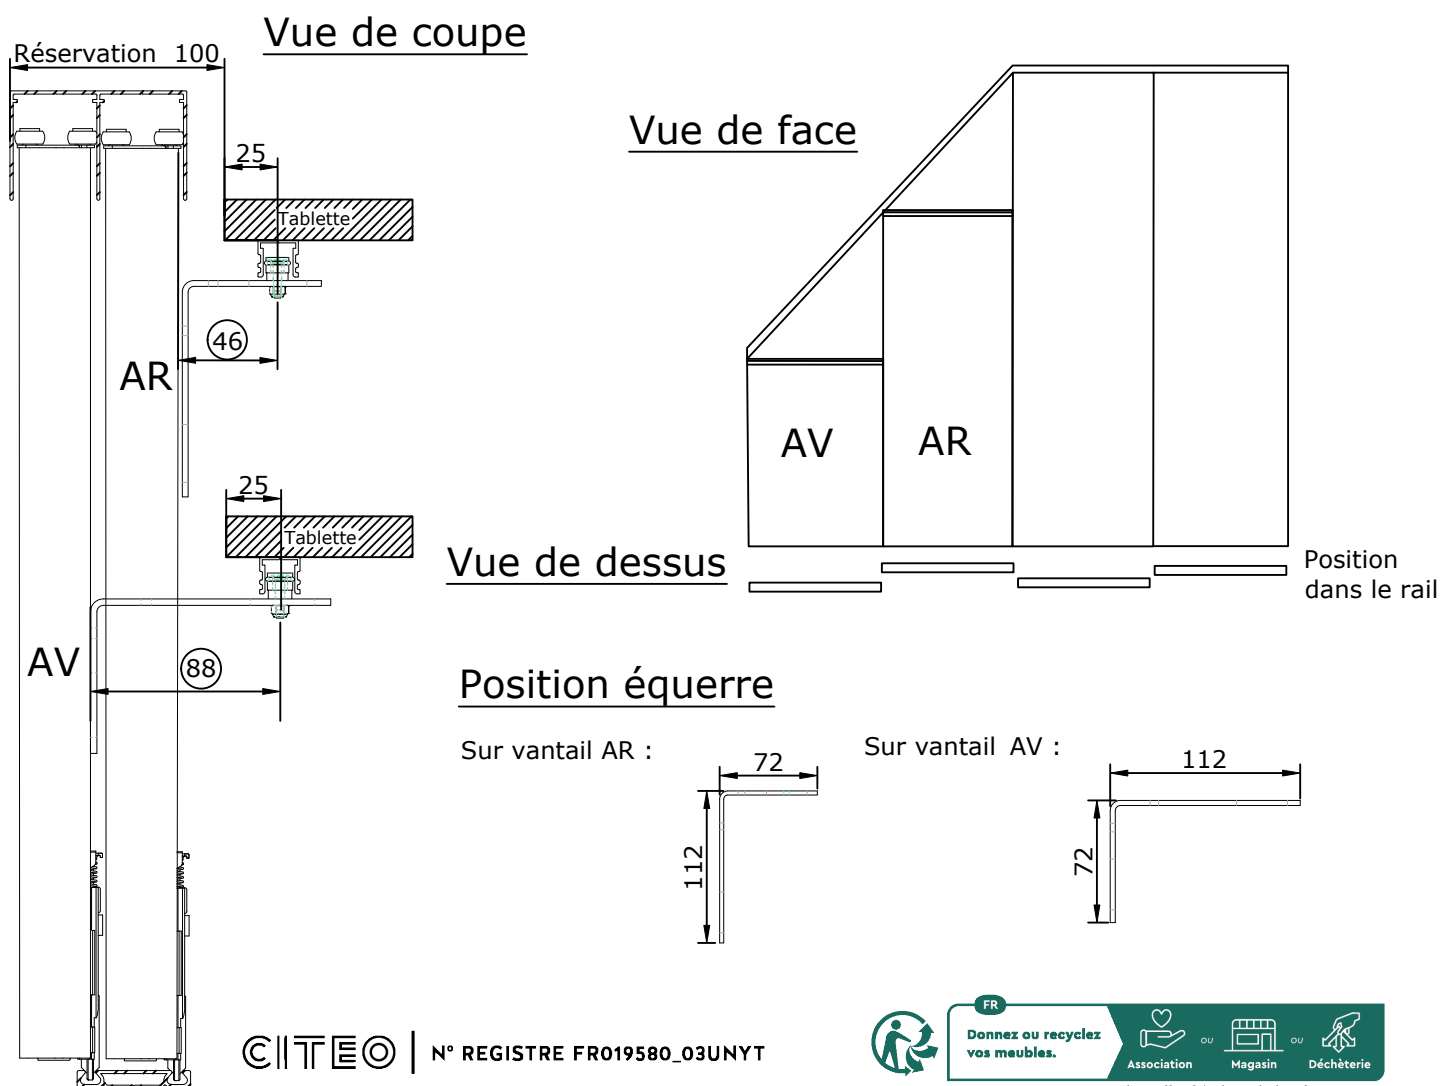 Vue de coupe
Réservation 100
25
Tablette
46
AR
25
Tablette
AV
88
Vue de face
AV
AR
Vue de dessus
Position
dans le rail
Position équerre
Sur vantail AR :
72
112
Sur vantail AV :
112
72
CITEO
N° REGISTRE FR019580_03UNYT
FR
Donnez ou recyclez
vos meubles.
Association
OU
Magasin
OU
Déchèterie